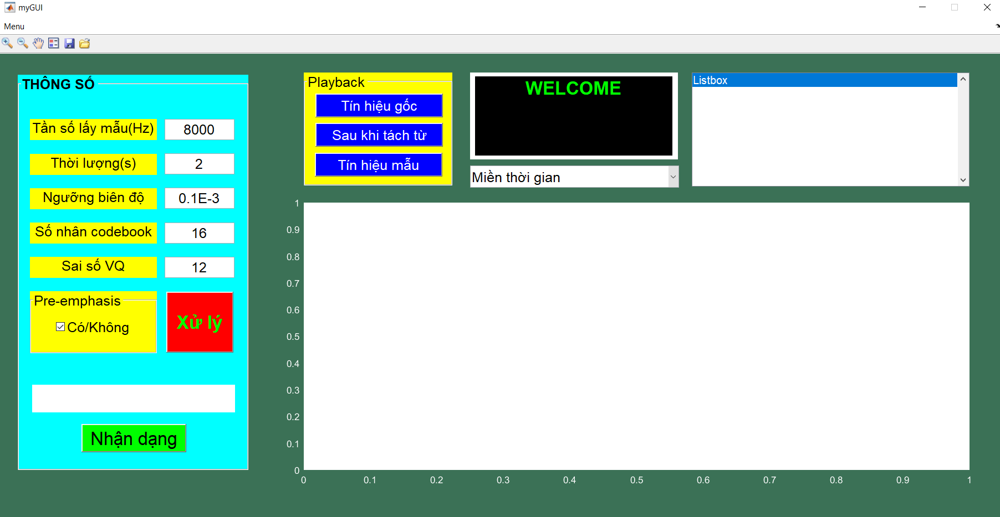 myGUI
Menu
THÔNG SỐ
Tần số lấy mẫu(Hz) 8000
Thời lượng(s) 2
Ngưỡng biên độ 0.1E-3
Số nhân codebook 16
Sai số VQ 12
Pre-emphasis
Có/Không
Xử lý
Nhận dạng
Playback
Tín hiệu gốc
Sau khi tách từ
Tín hiệu mẫu
WELCOME
Miền thời gian
Listbox
1
0.9
0.8
0.7
0.6
0.5
0.4
0.3
0.2
0.1
0
0 0.1 0.2 0.3 0.4 0.5 0.6 0.7 0.8 0.9 1